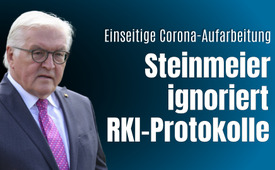 Einseitige Corona-Aufarbeitung
Steinmeier
ignoriert
RKI-Protokolle